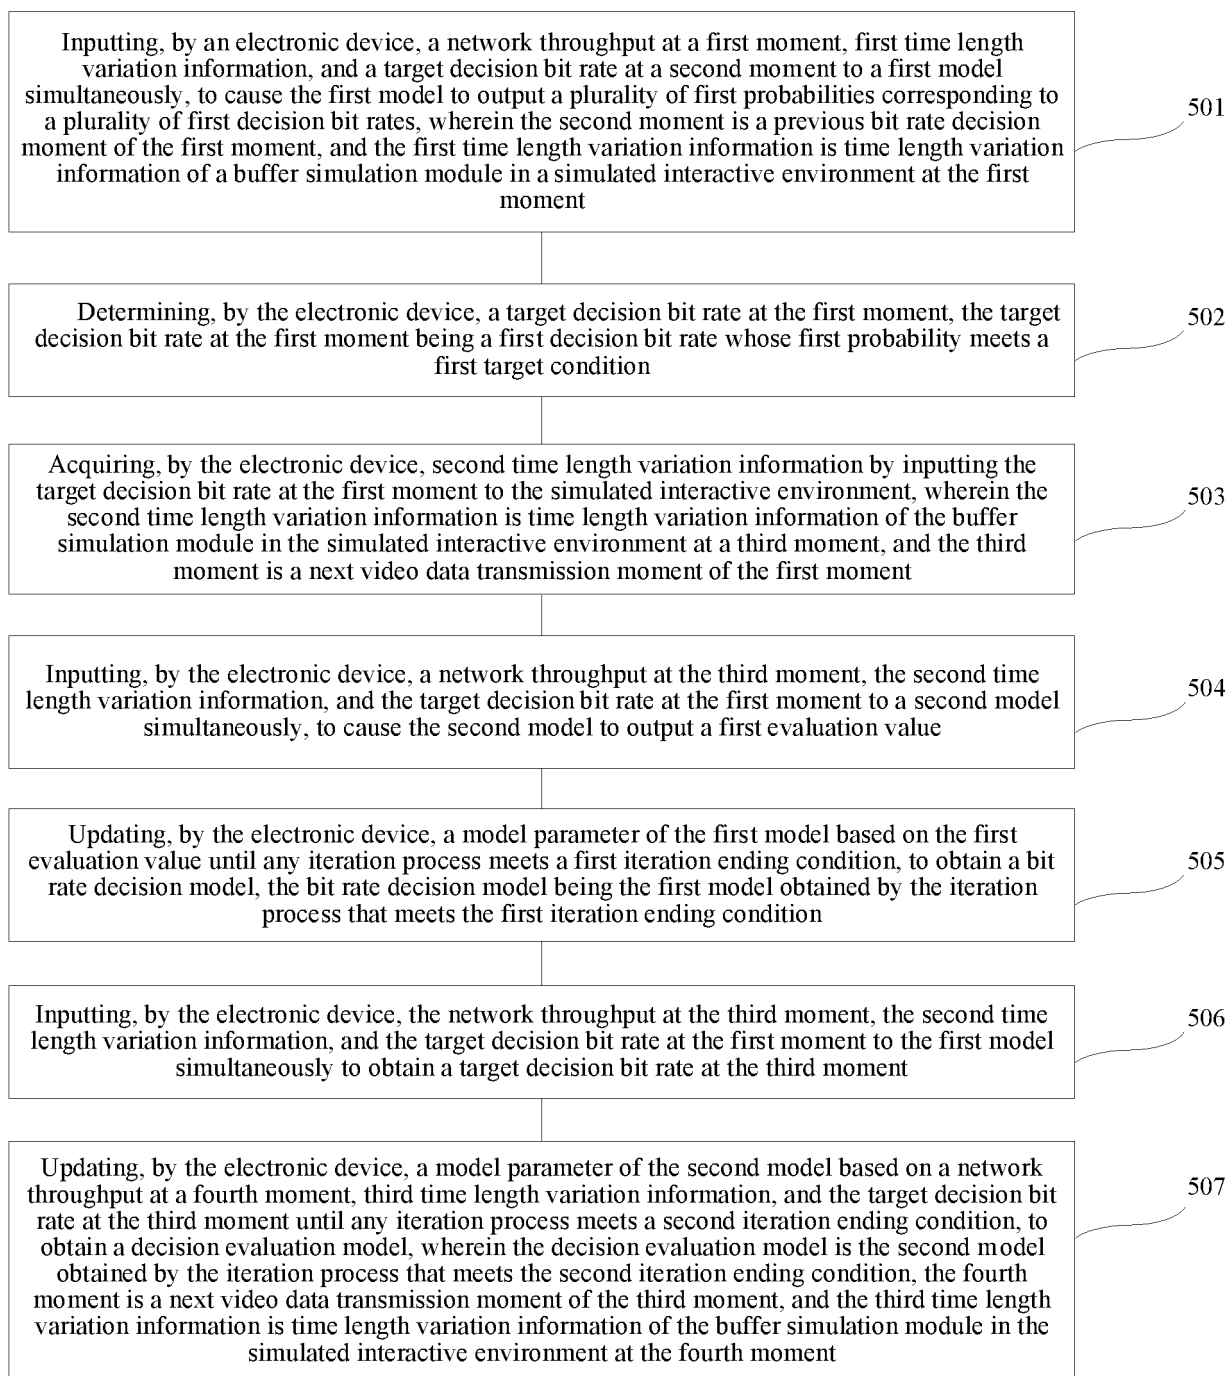 Inputting, by an electronic device, a network throughput at a first moment, first time length
variation information, and a target decision bit rate at a second moment to a first model
simultaneously, to cause the first model to output a plurality of first probabilities corresponding to
a plurality of first decision bit rates, wherein the second moment is a previous bit rate decision
moment of the first moment, and the first time length variation information is time length variation
information of a buffer simulation module in a simulated interactive environment at the first
moment
501
Determining, by the electronic device, a target decision bit rate at the first moment, the target
decision bit rate at the first moment being a first decision bit rate whose first probability meets a
first target condition
502
Acquiring, by the electronic device, second time length variation information by inputting the
target decision bit rate at the first moment to the simulated interactive environment, wherein the
second time length variation information is time length variation information of the buffer
simulation module in the simulated interactive environment at a third moment, and the third
moment is a next video data transmission moment of the first moment
503
Inputting, by the electronic device, a network throughput at the third moment, the second time
length variation information, and the target decision bit rate at the first moment to a second model
simultaneously, to cause the second model to output a first evaluation value
504
Updating, by the electronic device, a model parameter of the first model based on the first
evaluation value until any iteration process meets a first iteration ending condition, to obtain a bit
rate decision model, the bit rate decision model being the first model obtained by the iteration
process that meets the first iteration ending condition
505
Inputting, by the electronic device, the network throughput at the third moment, the second time
length variation information, and the target decision bit rate at the first moment to the first model
simultaneously to obtain a target decision bit rate at the third moment
506
Updating, by the electronic device, a model parameter of the second model based on a network
throughput at a fourth moment, third time length variation information, and the target decision bit
rate at the third moment until any iteration process meets a second iteration ending condition, to
obtain a decision evaluation model, wherein the decision evaluation model is the second model
obtained by the iteration process that meets the second iteration ending condition, the fourth
moment is a next video data transmission moment of the third moment, and the third time length
variation information is time length variation information of the buffer simulation module in the
simulated interactive environment at the fourth moment
507